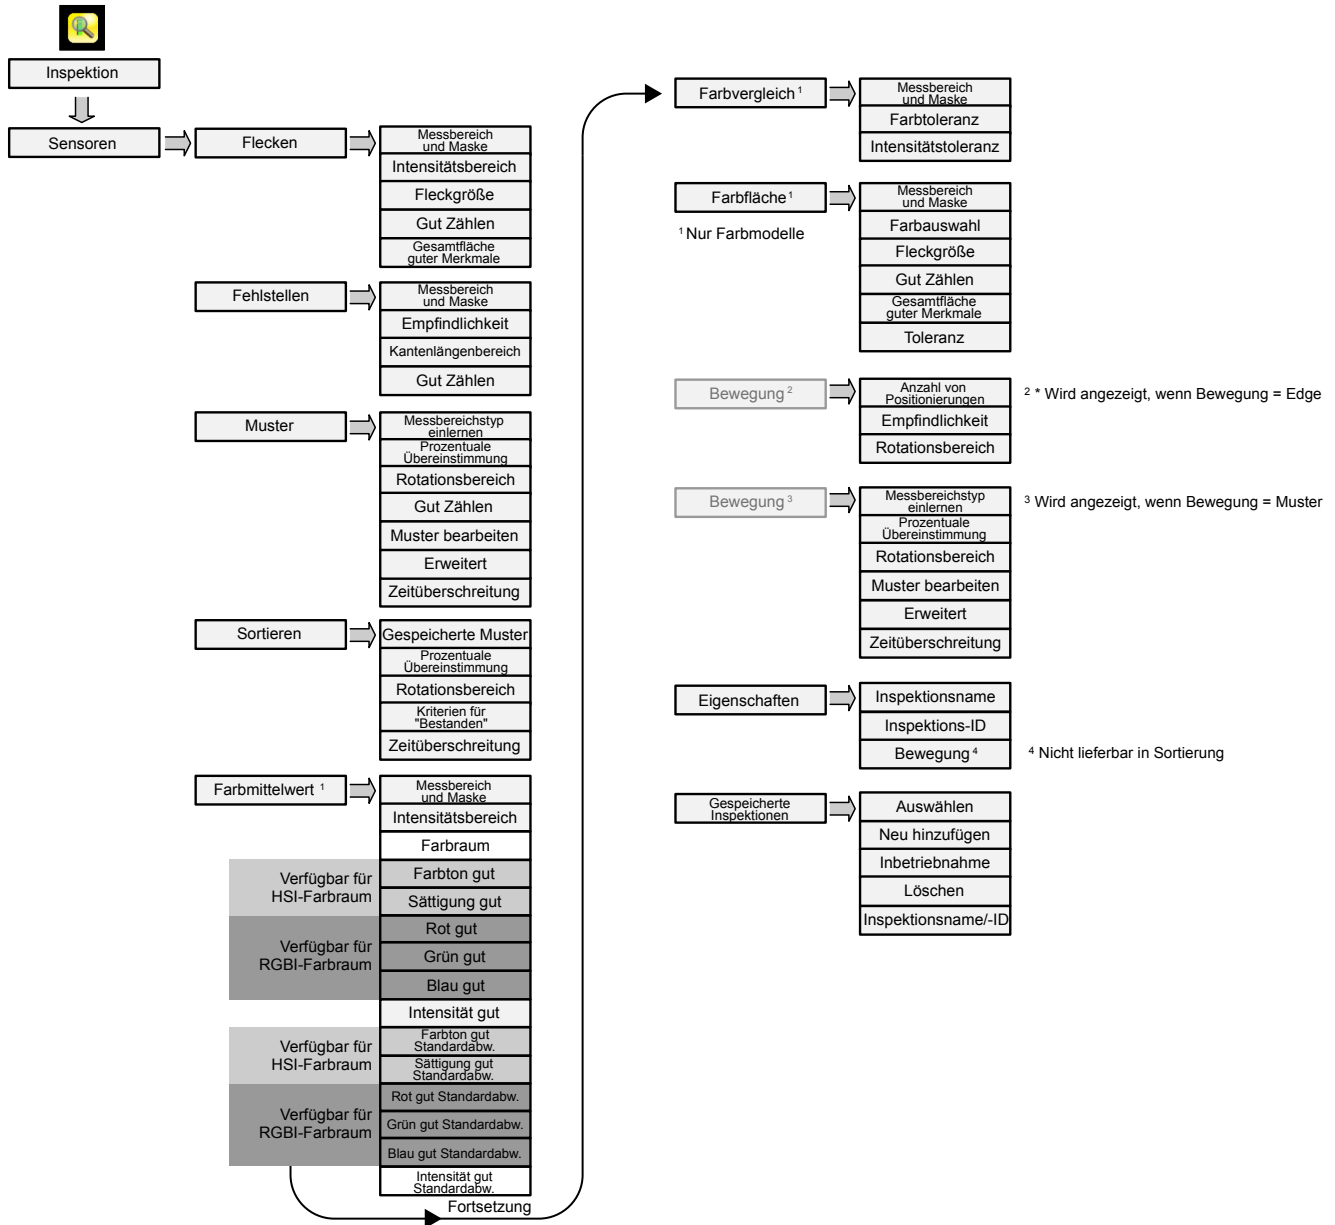 Inspektion
Sensoren
Flecken
Messbereich
und Maske
Intensitätsbereich
Fleckgröße
Gut Zählen
Gesamtfläche
guter Merkmale
Fehlstellen
Messbereich
und Maske
Empfindlichkeit
Kantenlängenbereich
Gut Zählen
Muster
Messbereichstyp
einlernen
Prozentuale
Übereinstimmung
Rotationsbereich
Gut Zählen
Muster bearbeiten
Erweitert
Zeitüberschreitung
Sortieren
Gespeicherte Muster
Prozentuale
Übereinstimmung
Rotationsbereich
Kriterien für
"Bestanden"
Zeitüberschreitung
Farbmittelwert 1
Messbereich
und Maske
Intensitätsbereich
Farbraum
Verfügbar für
HSI-Farbraum
Farbton gut
Sättigung gut
Verfügbar für
RGBI-Farbraum
Rot gut
Grün gut
Blau gut
Intensität gut
Verfügbar für
HSI-Farbraum
Farbton gut
Standardabw.
Sättigung gut
Standardabw.
Verfügbar für
RGBI-Farbraum
Rot gut Standardabw.
Grün gut Standardabw.
Blau gut Standardabw.
Intensität gut
Standardabw.
Fortsetzung
Farbvergleich 1
Messbereich
und Maske
Farbtoleranz
Intensitätstoleranz
Farbfläche 1
1 Nur Farbmodelle
Messbereich
und Maske
Farbauswahl
Fleckgröße
Gut Zählen
Gesamtfläche
guter Merkmale
Toleranz
Bewegung 2
Anzahl von
Positionierungen
Empfindlichkeit
Rotationsbereich
2 * Wird angezeigt, wenn Bewegung = Edge
Bewegung 3
Messbereichstyp
einlernen
Prozentuale
Übereinstimmung
Rotationsbereich
Muster bearbeiten
Erweitert
Zeitüberschreitung
3 Wird angezeigt, wenn Bewegung = Muster
Eigenschaften
Inspektionsname
Inspektions-ID
Bewegung 4
4 Nicht lieferbar in Sortierung
Gespeicherte
Inspektionen
Auswählen
Neu hinzufügen
Inbetriebnahme
Löschen
Inspektionsname/-ID